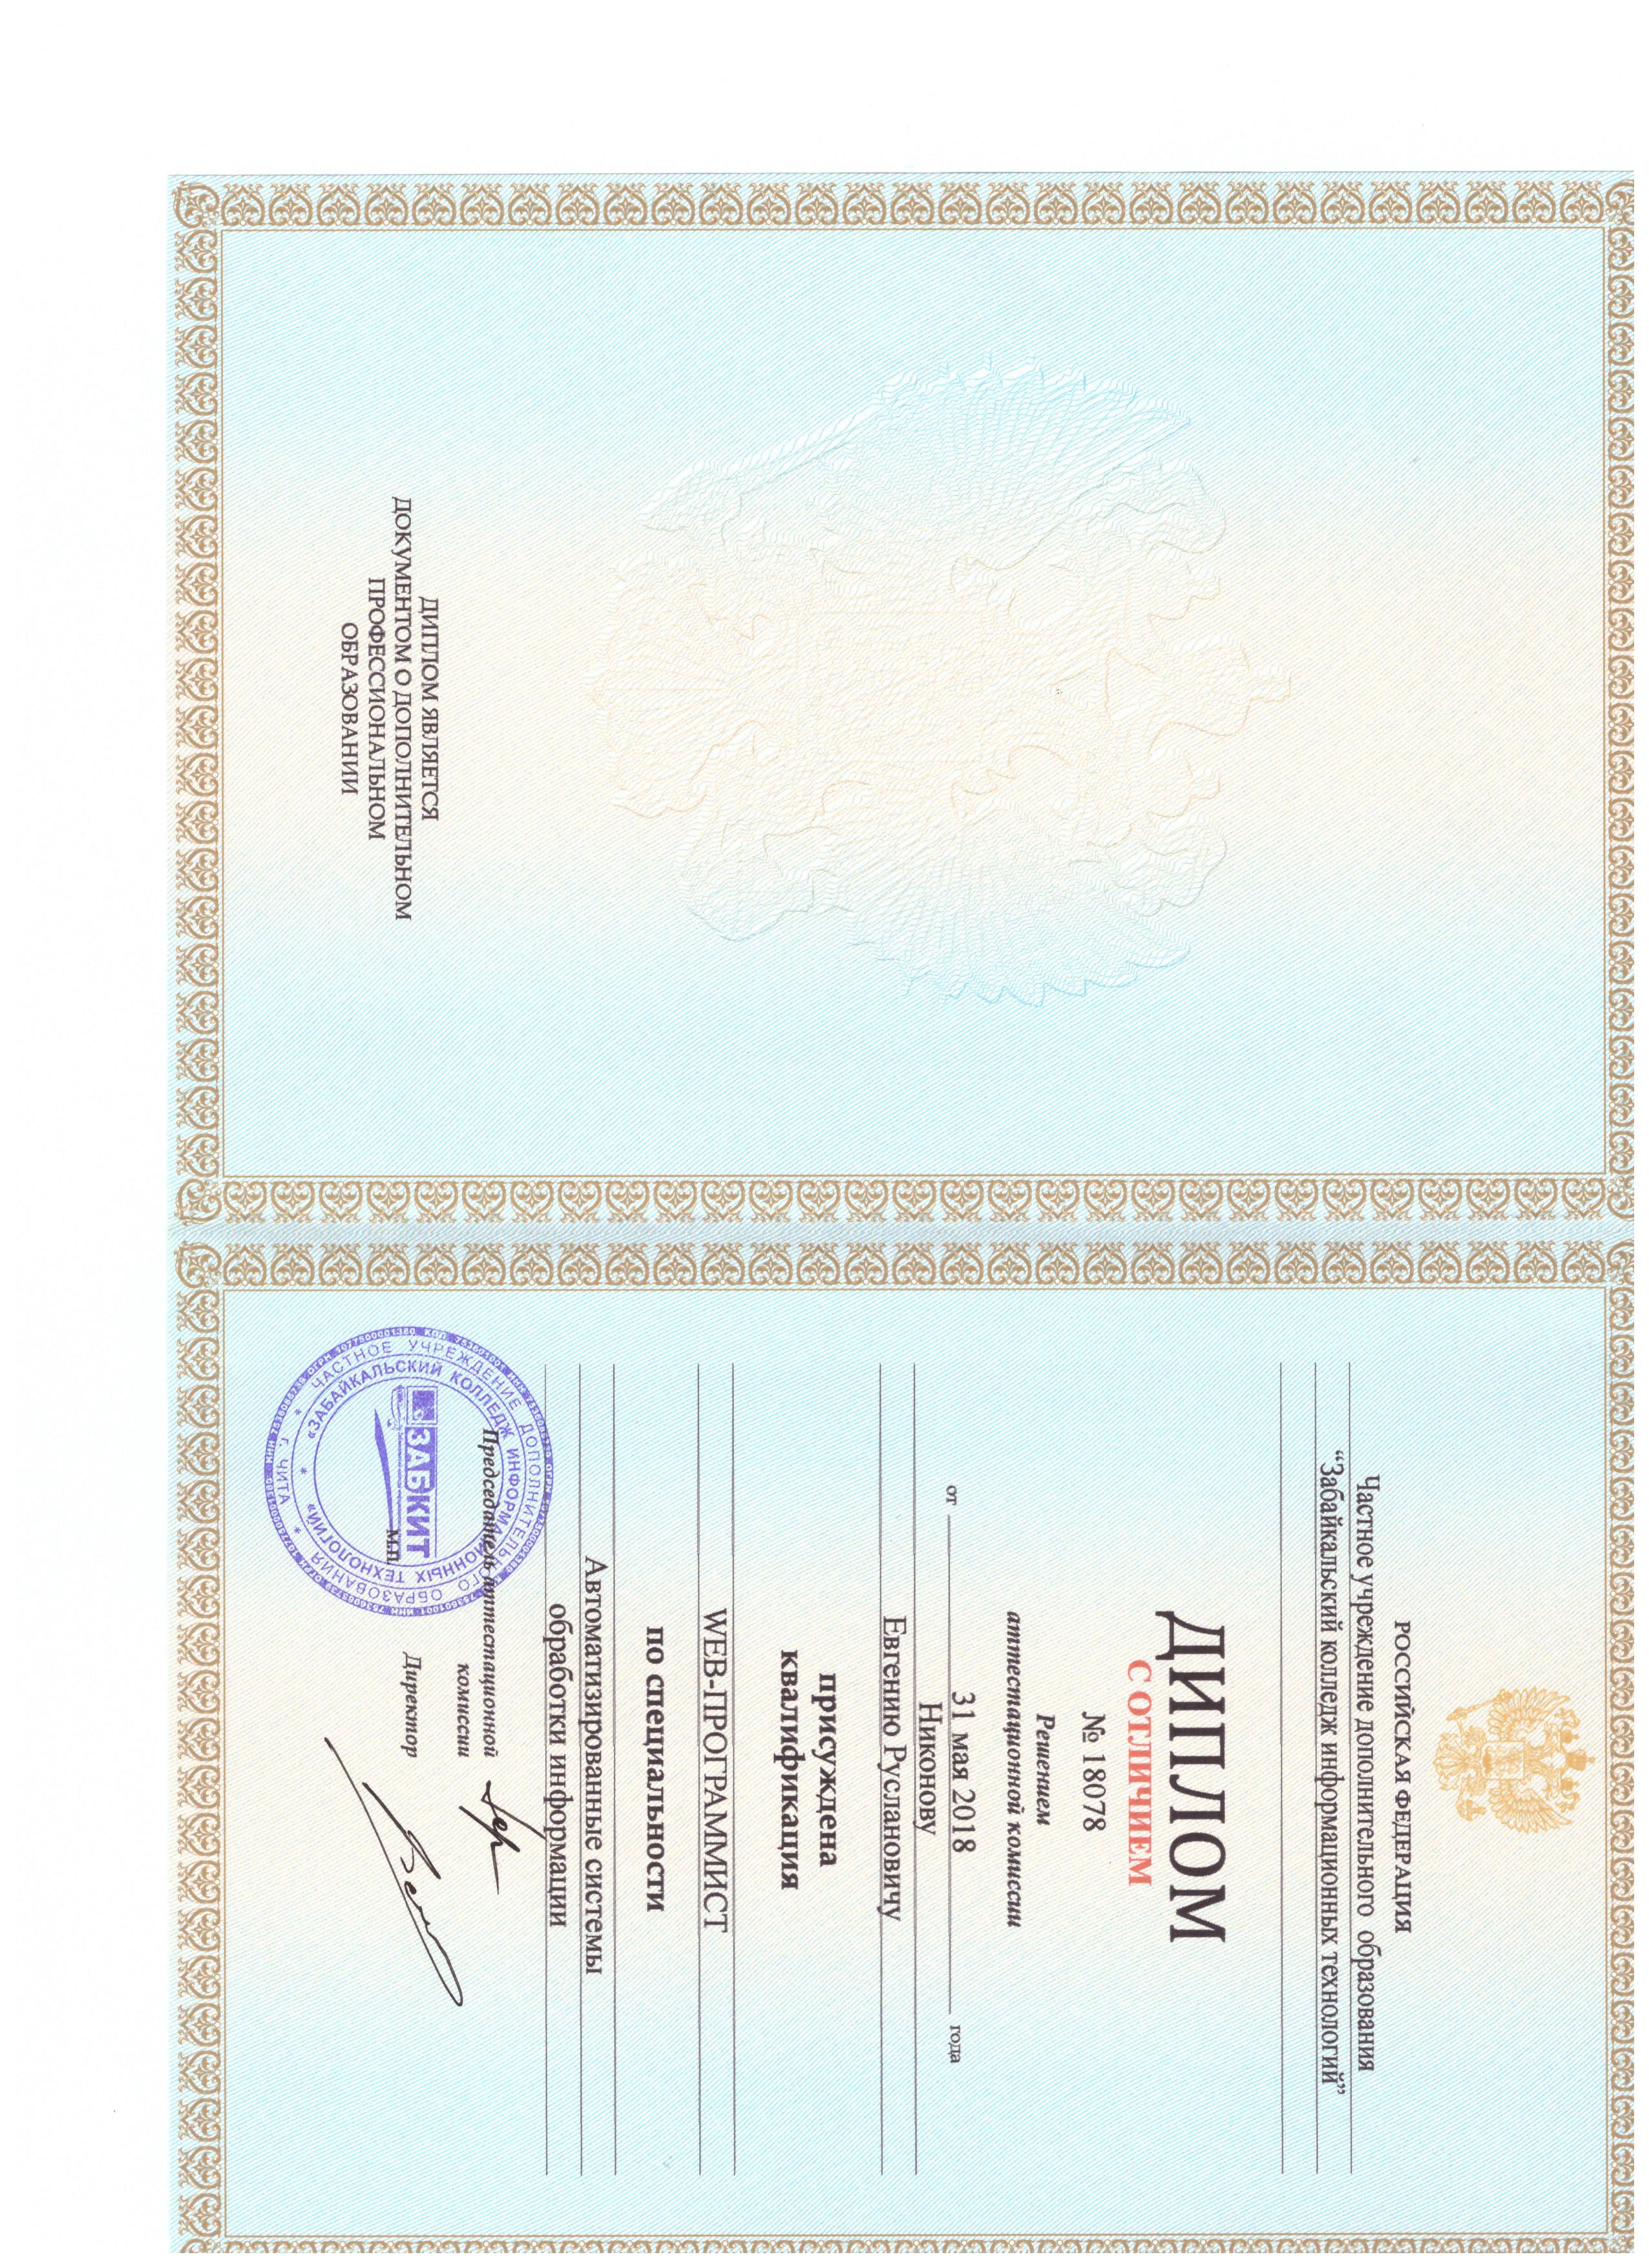 ДИПЛОМ ЯВЛЯЕТСЯ
ДОКУМЕНТОМ О ДОПОЛНИТЕЛЬНОМ
ПРОФЕССИОНАЛЬНОМ
ОБРАЗОВАНИИ
РОССИЙСКАЯ ФЕДЕРАЦИЯ
Частное учреждение дополнительного образования
“Забайкальский колледж информационных технологий”
ДИПЛОМ
С ОТЛИЧИЕМ
№ 18078
Решением
аттестационной комиссии
от 31 мая 2018 года
Никонову
Евгению Руслановичу
присуждена
квалификация
WEB-ПРОГРАММИСТ
по специальности
Автоматизированные системы
обработки информации
Председатель аттестационной
комиссии
Директор
М.П.
ЧАСТНОЕ УЧРЕЖДЕНИЕ ДОПОЛНИТЕЛЬНОГО ОБРАЗОВАНИЯ
«ЗАБАЙКАЛЬСКИЙ КОЛЛЕДЖ ИНФОРМАЦИОННЫХ ТЕХНОЛОГИЙ»
ЗАБКИТ
г. ЧИТА